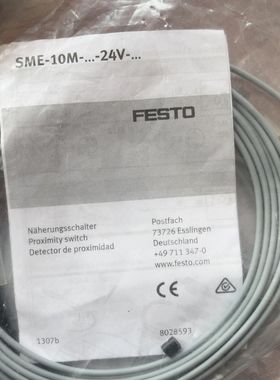 SME-10M-...-24V-...
FESTO
Näherungsschalter
Proximity switch
Detector de proximidad
Postfach
73726 Esslingen
Deutschland
+49 711 347-0
www.festo.com
CE
1307b
8028593